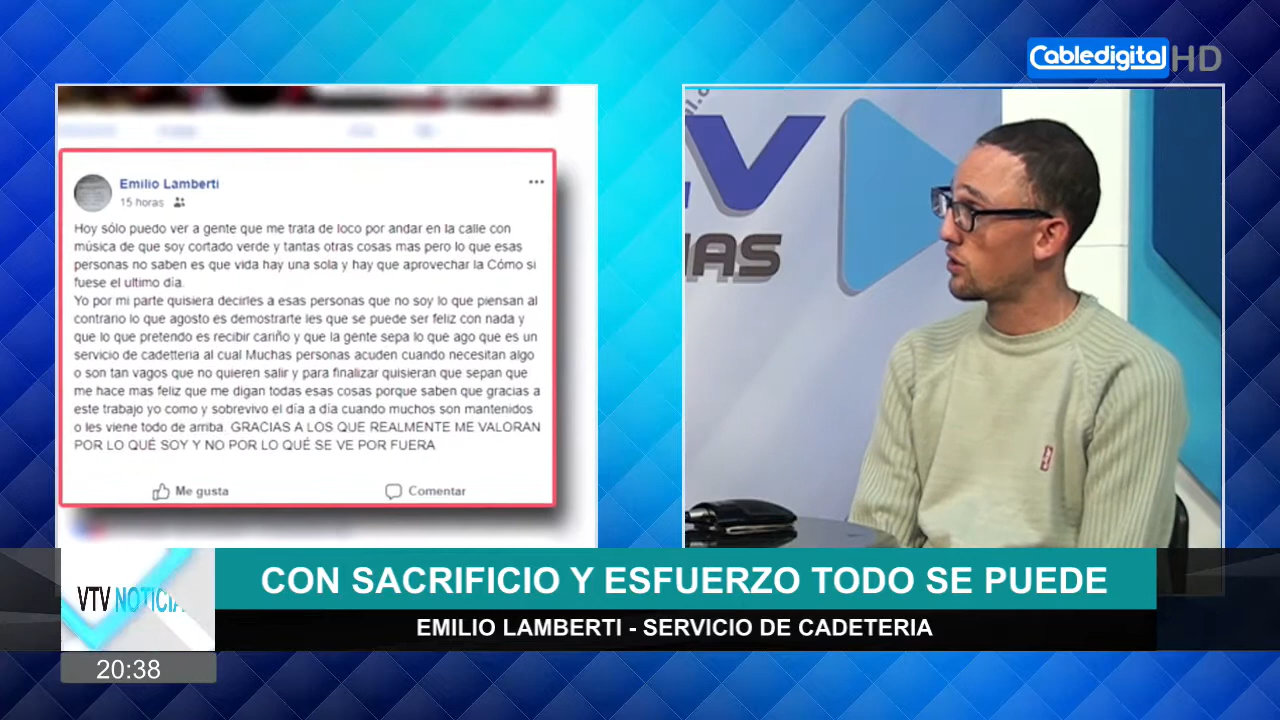 Cabledigital HD
Emilio Lamberti
15 horas
Hoy sólo puedo ver a gente que me trata de loco por andar en la calle con
música de que soy cortado verde y tantas otras cosas mas pero lo que esas
personas no saben es que vida hay una sola y hay que aprovechar la Cómo si
fuese el ultimo día.
Yo por mi parte quisiera decirles a esas personas que no soy lo que piensan al
contrario lo que agosto es demostrarte les que se puede ser feliz con nada y
que lo que pretendo es recibir cariño y que la gente sepa lo que ago que es un
servicio de cadetteria al cual Muchas personas acuden cuando necesitan algo
o son tan vagos que no quieren salir y para finalizar quisieran que sepan que
me hace mas feliz que me digan todas esas cosas porque saben que gracias a
este trabajo yo como y sobrevivo el día a día cuando muchos son mantenidos
o les viene todo de arriba. GRACIAS A LOS QUE REALMENTE ME VALORAN
POR LO QUÉ SOY Y NO POR LO QUÉ SE VE POR FUERA
Me gusta
Comentar
CON SACRIFICIO Y ESFUERZO TODO SE PUEDE
EMILIO LAMBERTI - SERVICIO DE CADETERIA
VTV NOTICIA
20:38